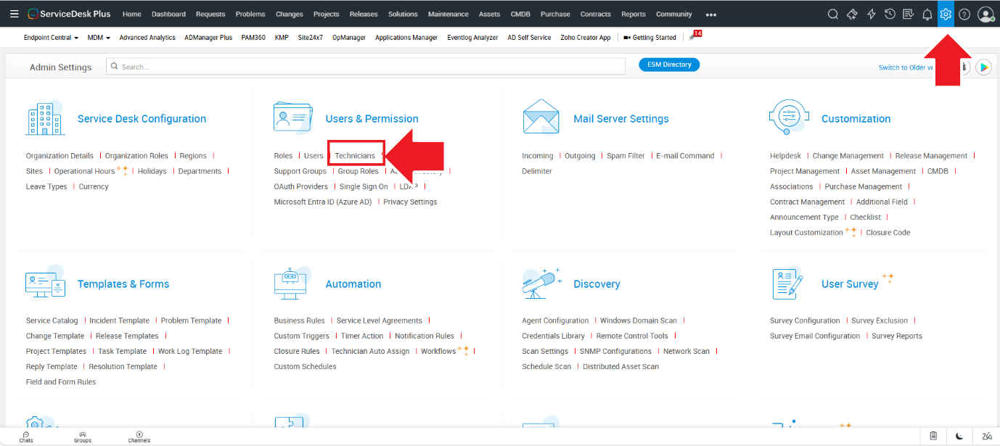 ServiceDesk Plus Home Dashboard Requests Problems Changes Projects Releases Solutions Maintenance Assets CMDB Purchase Contracts Reports Community
Endpoint Central MDM Advanced Analytics ADManager Plus PAM360 KMP Site24x7 OpManager Applications Manager Eventlog Analyzer AD Self Service Zoho Creator App Getting Started 14
Admin Settings Search... ESM Directory Switch to Older
Service Desk Configuration
Organization Details | Organization Roles | Regions |
Sites | Operational Hours | Holidays | Departments |
Leave Types | Currency
Users & Permission
Roles | Users | Technicians
Support Groups | Group Roles |
OAuth Providers | Single Sign On |
Microsoft Entra ID (Azure AD) | Privacy Settings
Mail Server Settings
Incoming | Outgoing | Spam Filter | E-mail Command |
Delimiter
Customization
Helpdesk | Change Management | Release Management |
Project Management | Asset Management | CMDB |
Associations | Purchase Management |
Contract Management | Additional Field |
Announcement Type | Checklist |
Layout Customization | Closure Code
Templates & Forms
Service Catalog | Incident Template | Problem Template |
Change Template | Release Templates |
Project Templates | Task Template | Work Log Template |
Reply Template | Resolution Template |
Field and Form Rules
Automation
Business Rules | Service Level Agreements |
Custom Triggers | Timer Action | Notification Rules |
Closure Rules | Technician Auto Assign | Workflows |
Custom Schedules
Discovery
Agent Configuration | Windows Domain Scan |
Credentials Library | Remote Control Tools |
Scan Settings | SNMP Configurations | Network Scan |
Schedule Scan | Distributed Asset Scan
User Survey
Survey Configuration | Survey Exclusion |
Survey Email Configuration | Survey Reports
Chats Groups Channels